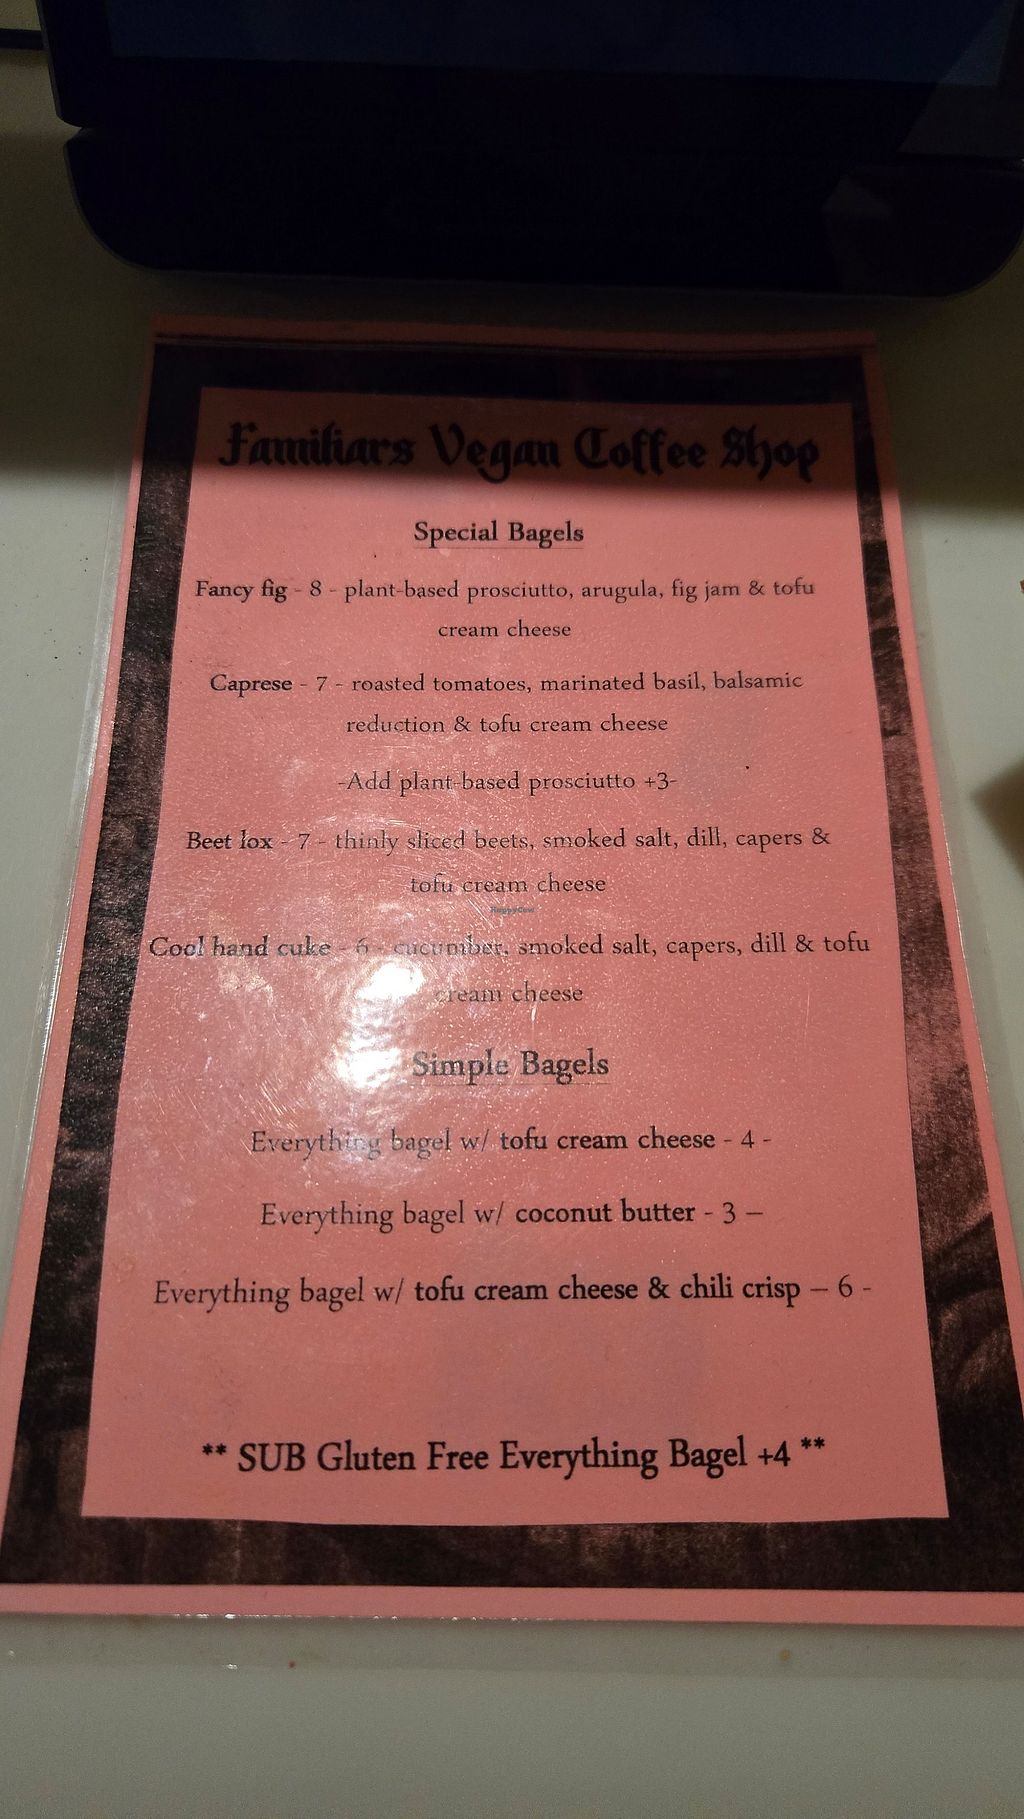 Familiars Vegan Coffee Shop
Special Bagels
Fancy fig - 8 - plant-based prosciutto, arugula, fig jam & tofu
cream cheese
Caprese - 7 - roasted tomatoes, marinated basil, balsamic
reduction & tofu cream cheese
-Add plant-based prosciutto +3-
Beet lox - 7 - thinly sliced beets, smoked salt, dill, capers &
tofu cream cheese
HappyCow
Cool hand cuke - 6 - cucumber, smoked salt, capers, dill & tofu
cream cheese
Simple Bagels
Everything bagel w/ tofu cream cheese - 4 -
Everything bagel w/ coconut butter - 3 –
Everything bagel w/ tofu cream cheese & chili crisp – 6 -
** SUB Gluten Free Everything Bagel +4 **